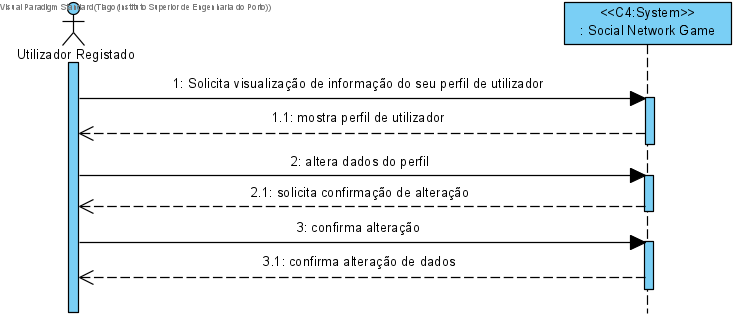 Visual Paradigm Standard(Tiago(Instituto Superior de Engenharia do Porto))
<<C4:System>>
: Social Network Game
Utilizador Registado
1: Solicita visualização de informação do seu perfil de utilizador
1.1: mostra perfil de utilizador
2: altera dados do perfil
2.1: solicita confirmação de alteração
3: confirma alteração
3.1: confirma alteração de dados